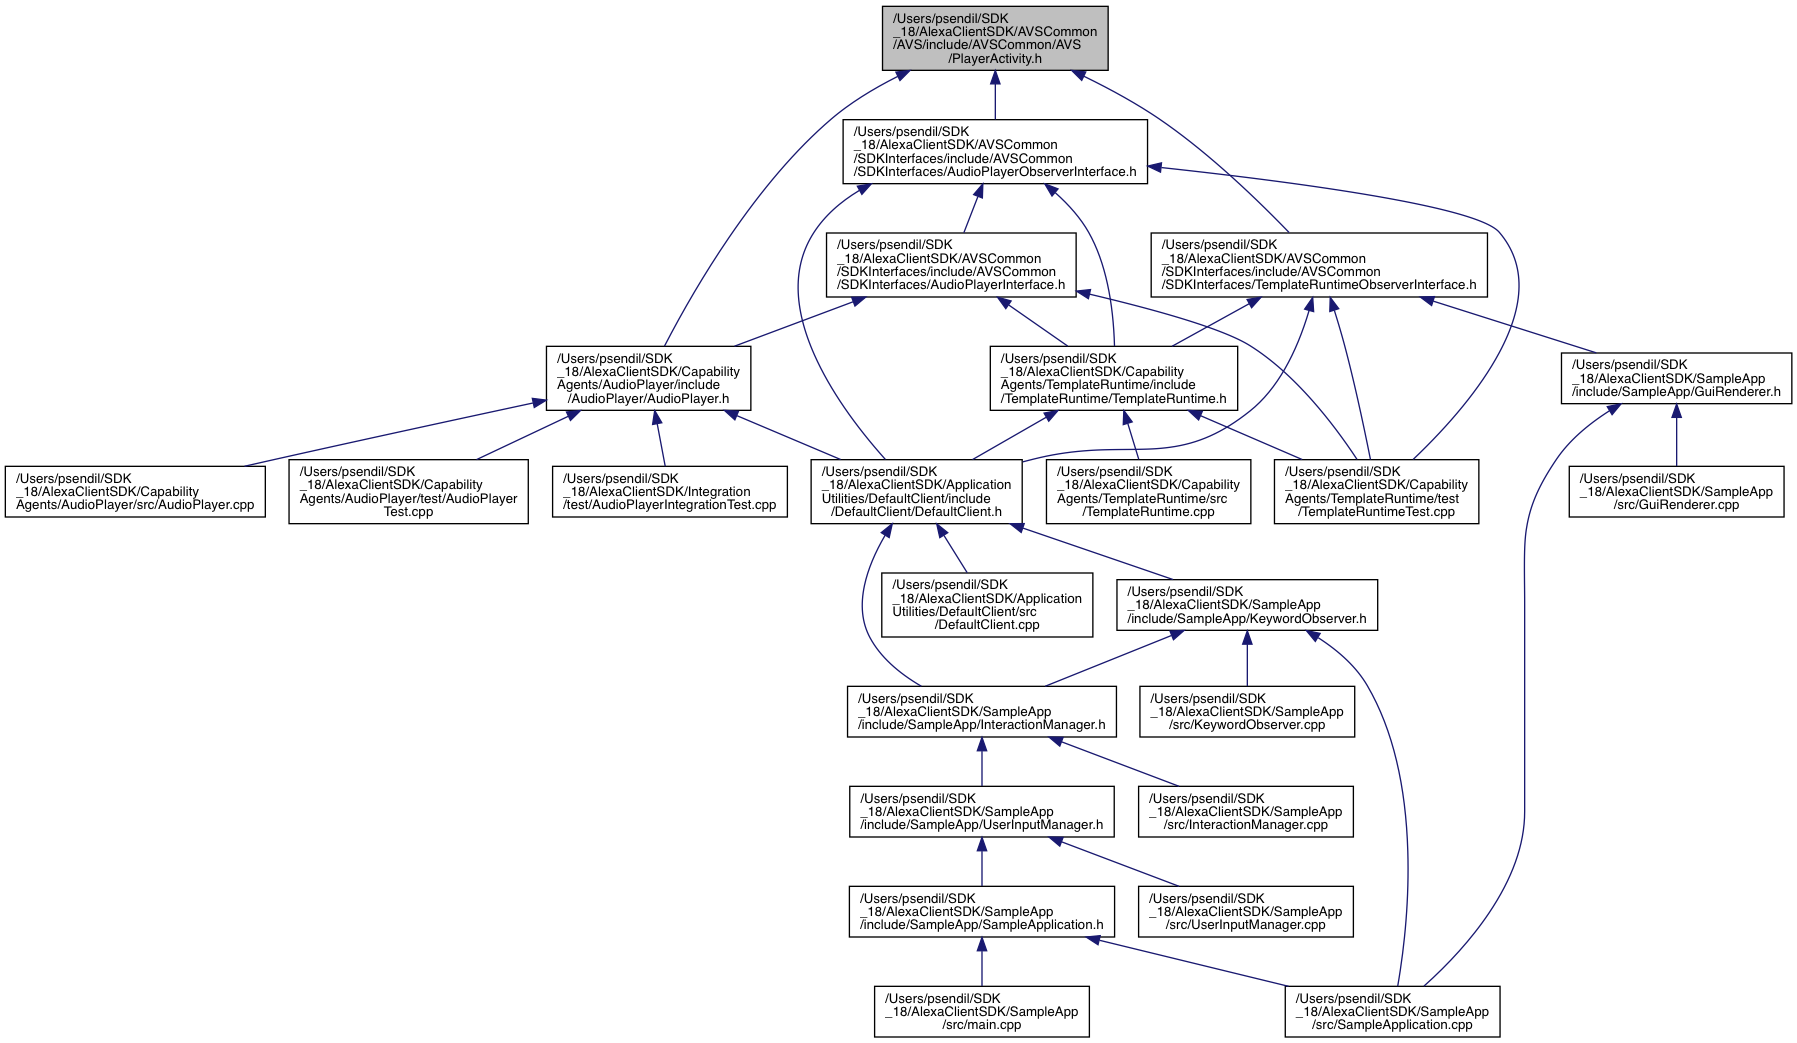 /Users/psendil/SDK
_18/AlexaClientSDK/AVSCommon
/AVS/include/AVSCommon/AVS
/PlayerActivity.h
/Users/psendil/SDK
_18/AlexaClientSDK/AVSCommon
/SDKInterfaces/include/AVSCommon
/SDKInterfaces/AudioPlayerObserverInterface.h
/Users/psendil/SDK
_18/AlexaClientSDK/AVSCommon
/SDKInterfaces/include/AVSCommon
/SDKInterfaces/AudioPlayerInterface.h
/Users/psendil/SDK
_18/AlexaClientSDK/AVSCommon
/SDKInterfaces/include/AVSCommon
/SDKInterfaces/TemplateRuntimeObserverInterface.h
/Users/psendil/SDK
_18/AlexaClientSDK/Capability
Agents/AudioPlayer/include
/AudioPlayer/AudioPlayer.h
/Users/psendil/SDK
_18/AlexaClientSDK/Capability
Agents/TemplateRuntime/include
/TemplateRuntime/TemplateRuntime.h
/Users/psendil/SDK
_18/AlexaClientSDK/SampleApp
/include/SampleApp/GuiRenderer.h
/Users/psendil/SDK
_18/AlexaClientSDK/Capability
Agents/AudioPlayer/src/AudioPlayer.cpp
/Users/psendil/SDK
_18/AlexaClientSDK/Capability
Agents/AudioPlayer/test/AudioPlayer
Test.cpp
/Users/psendil/SDK
_18/AlexaClientSDK/Integration
/test/AudioPlayerIntegrationTest.cpp
/Users/psendil/SDK
_18/AlexaClientSDK/Application
Utilities/DefaultClient/include
/DefaultClient/DefaultClient.h
/Users/psendil/SDK
_18/AlexaClientSDK/Capability
Agents/TemplateRuntime/src
/TemplateRuntime.cpp
/Users/psendil/SDK
_18/AlexaClientSDK/Capability
Agents/TemplateRuntime/test
/TemplateRuntimeTest.cpp
/Users/psendil/SDK
_18/AlexaClientSDK/SampleApp
/src/GuiRenderer.cpp
/Users/psendil/SDK
_18/AlexaClientSDK/Application
Utilities/DefaultClient/src
/DefaultClient.cpp
/Users/psendil/SDK
_18/AlexaClientSDK/SampleApp
/include/SampleApp/KeywordObserver.h
/Users/psendil/SDK
_18/AlexaClientSDK/SampleApp
/include/SampleApp/InteractionManager.h
/Users/psendil/SDK
_18/AlexaClientSDK/SampleApp
/src/KeywordObserver.cpp
/Users/psendil/SDK
_18/AlexaClientSDK/SampleApp
/include/SampleApp/UserInputManager.h
/Users/psendil/SDK
_18/AlexaClientSDK/SampleApp
/src/InteractionManager.cpp
/Users/psendil/SDK
_18/AlexaClientSDK/SampleApp
/include/SampleApp/SampleApplication.h
/Users/psendil/SDK
_18/AlexaClientSDK/SampleApp
/src/UserInputManager.cpp
/Users/psendil/SDK
_18/AlexaClientSDK/SampleApp
/src/main.cpp
/Users/psendil/SDK
_18/AlexaClientSDK/SampleApp
/src/SampleApplication.cpp